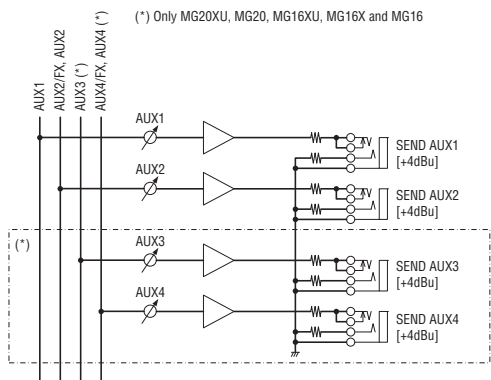 (*) Only MG20XU, MG20, MG16XU, MG16X and MG16
AUX1
AUX2/FX, AUX2
AUX3 (*)
AUX4/FX, AUX4 (*)
AUX1
SEND AUX1
[+4dBu]
AUX2
SEND AUX2
[+4dBu]
(*)
AUX3
SEND AUX3
[+4dBu]
AUX4
SEND AUX4
[+4dBu]